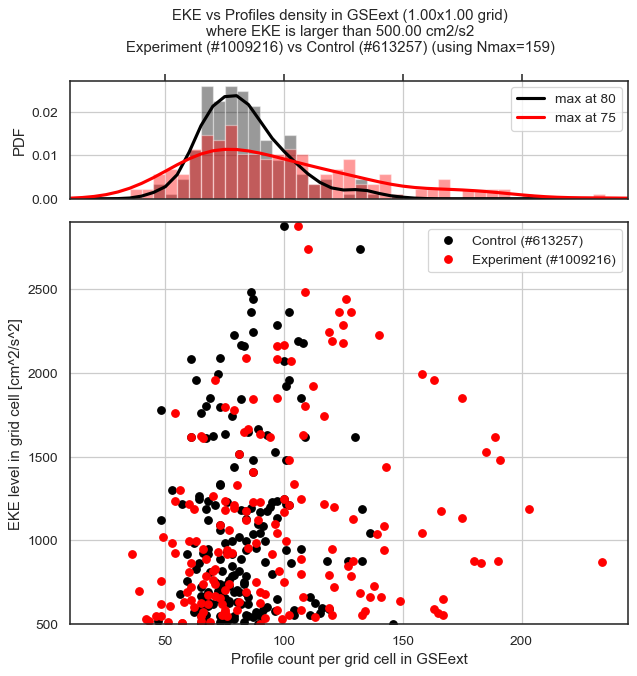 EKE vs Profiles density in GSEext (1.00x1.00 grid)
where EKE is larger than 500.00 cm2/s2
Experiment (#1009216) vs Control (#613257) (using Nmax=159)
PDF
0.02
0.01
0.00
max at 80
max at 75
EKE level in grid cell [cm^2/s^2]
2500
2000
1500
1000
500
Control (#613257)
Experiment (#1009216)
50
100
150
200
Profile count per grid cell in GSEext